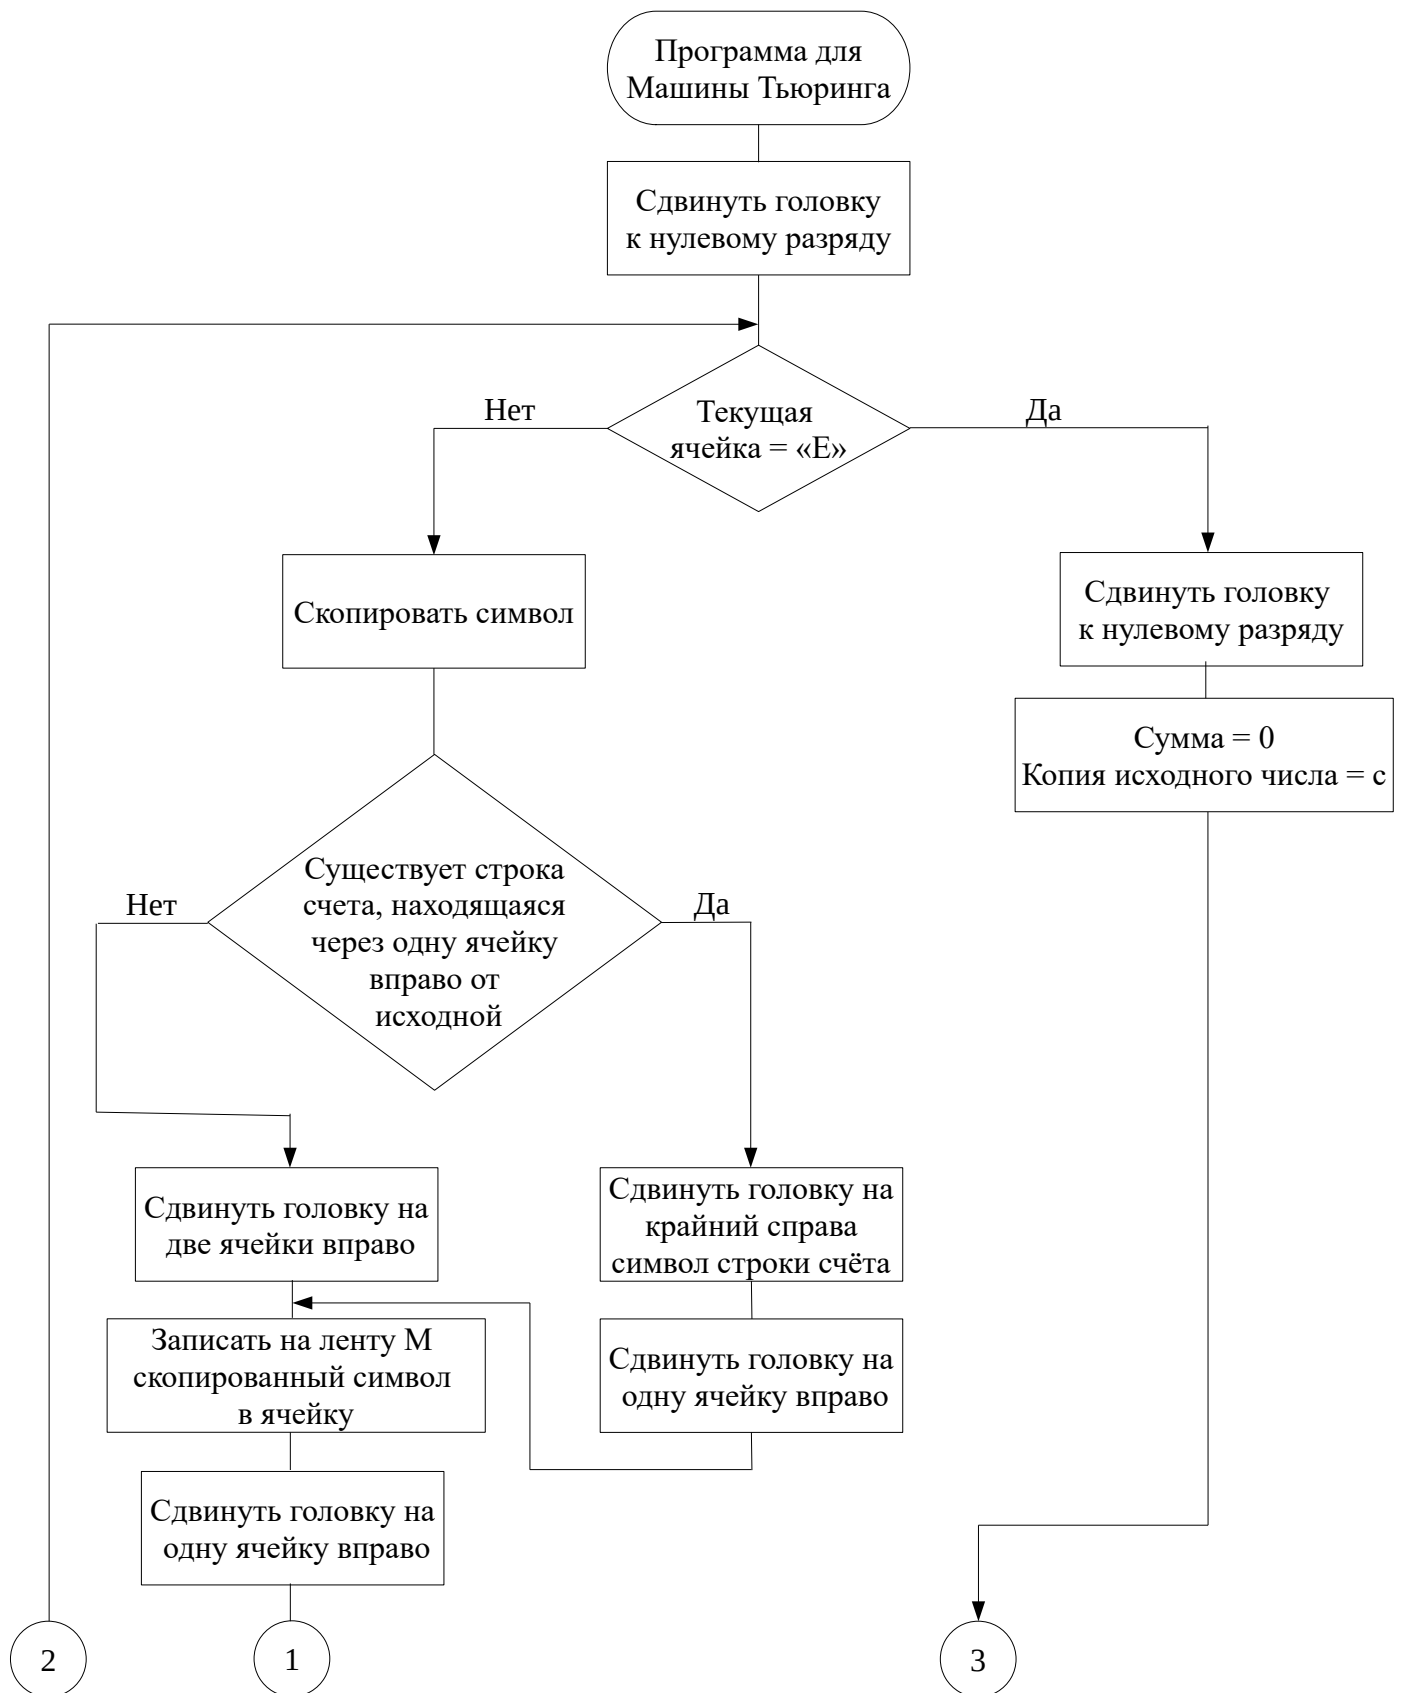 Программа для
Машины Тьюринга
Сдвинуть головку
к нулевому разряду
Нет
Текущая
ячейка = «Е»
Да
Скопировать символ
Сдвинуть головку
к нулевому разряду
Сумма = 0
Копия исходного числа = с
Нет
Существует строка
счета, находящаяся
через одну ячейку
вправо от
исходной
Да
Сдвинуть головку на
две ячейки вправо
Сдвинуть головку на
крайний справа
символ строки счёта
Записать на ленту М
скопированный символ
в ячейку
Сдвинуть головку на
одну ячейку вправо
Сдвинуть головку на
одну ячейку вправо
2
1
3